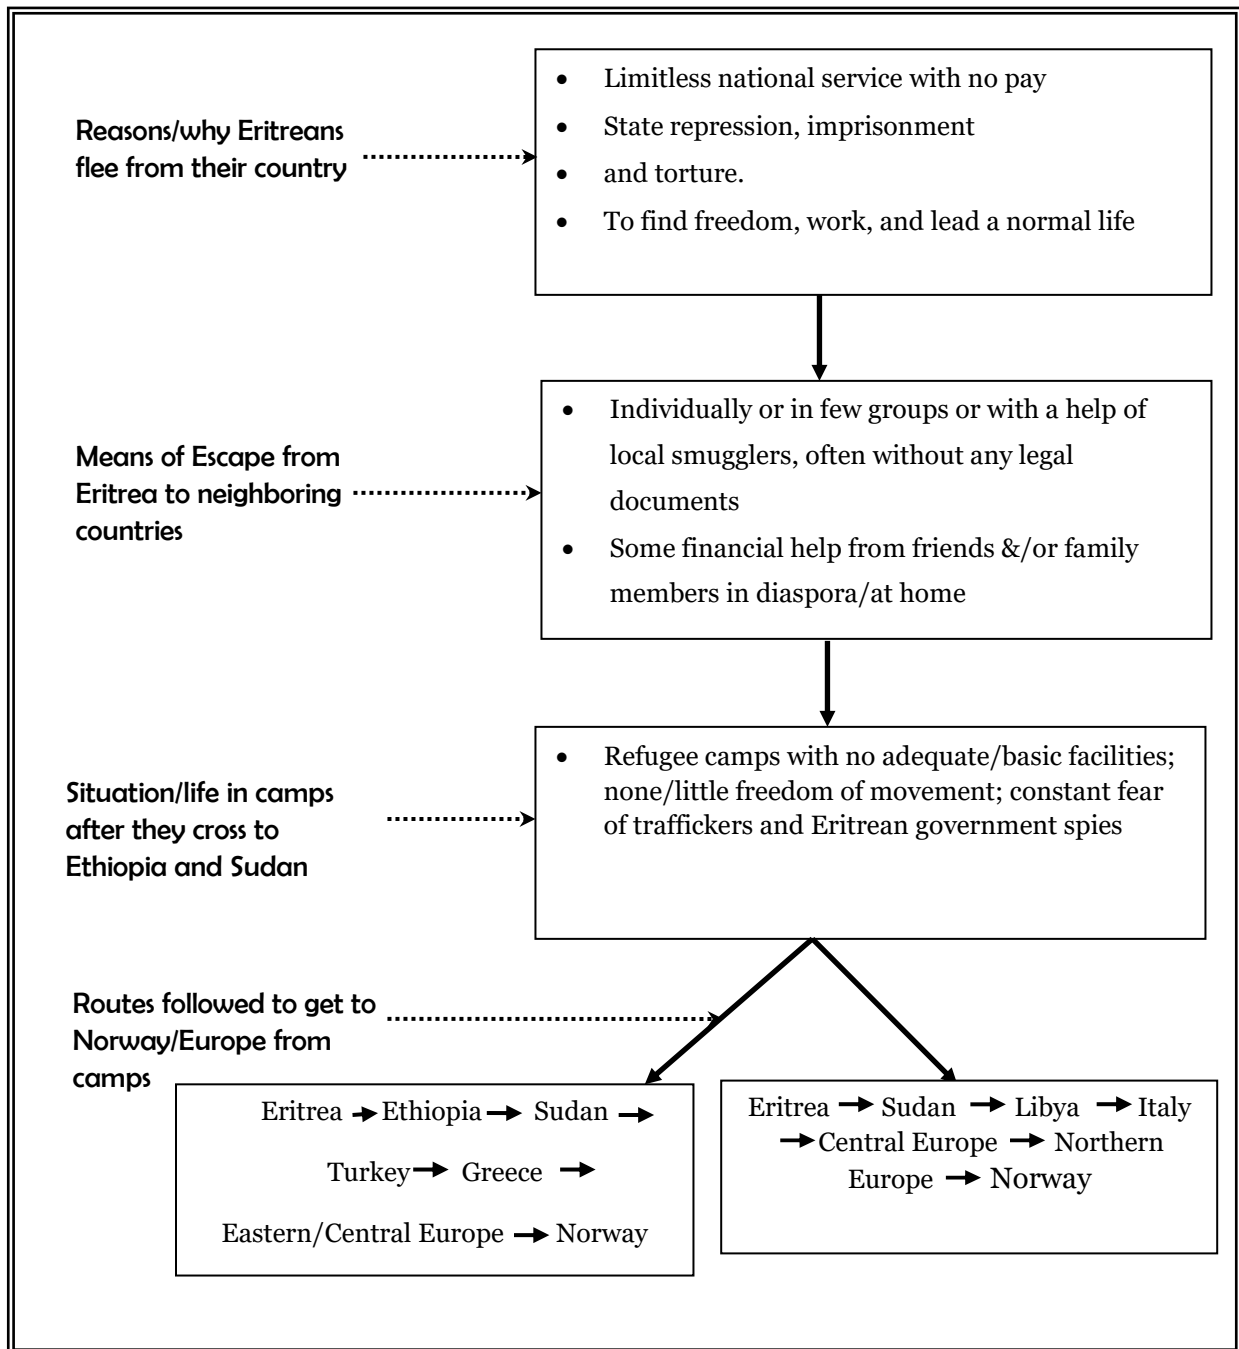 Reasons/why Eritreans
flee from their country
• Limitless national service with no pay
• State repression, imprisonment
• and torture.
• To find freedom, work, and lead a normal life
Means of Escape from
Eritrea to neighboring
countries
• Individually or in few groups or with a help of
local smugglers, often without any legal
documents
• Some financial help from friends &/or family
members in diaspora/at home
Situation/life in camps
after they cross to
Ethiopia and Sudan
• Refugee camps with no adequate/basic facilities;
none/little freedom of movement; constant fear
of traffickers and Eritrean government spies
Routes followed to get to
Norway/Europe from
camps
Eritrea → Ethiopia → Sudan →
Turkey → Greece →
Eastern/Central Europe → Norway
Eritrea → Sudan → Libya → Italy
→ Central Europe → Northern
Europe → Norway